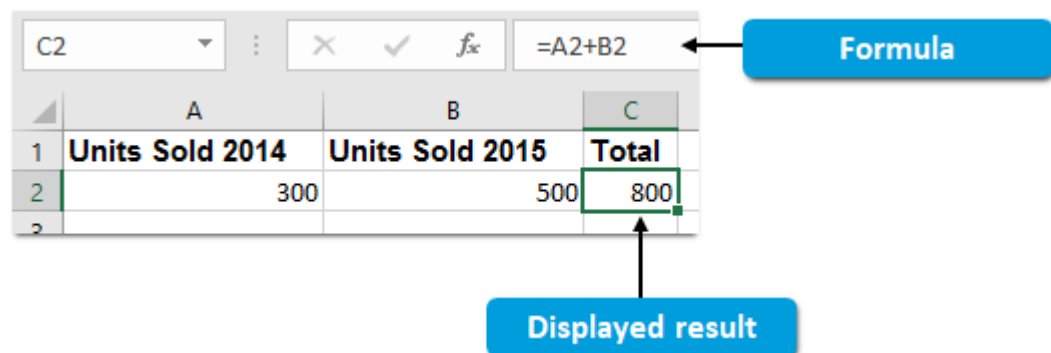 C2 fx =A2+B2 Formula
A B C
1 Units Sold 2014 Units Sold 2015 Total
2 300 500 800
3
Displayed result